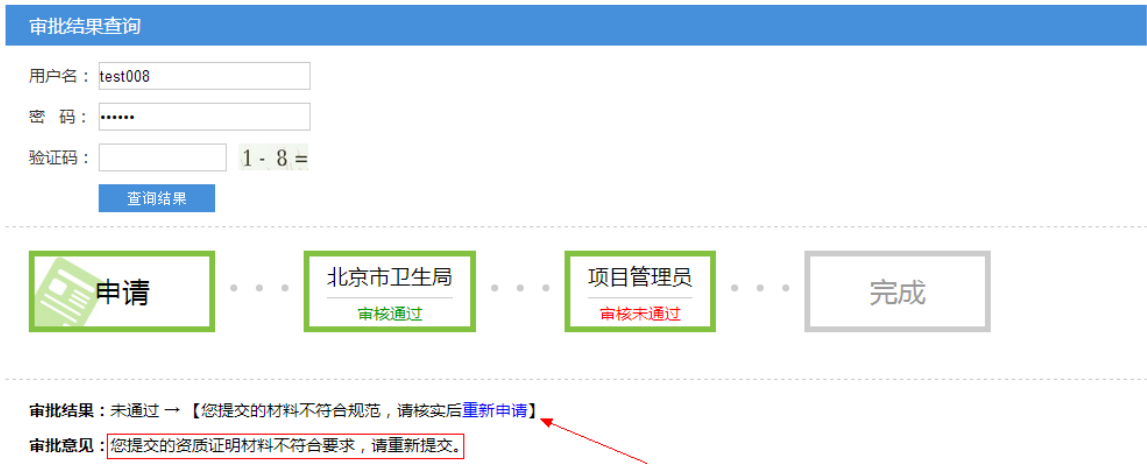 审批结果查询
用户名：test008
密 码：••••••
验证码：1 - 8 =
查询结果
申请
北京市卫生局
审核通过
项目管理员
审核未通过
完成
审批结果：未通过 → 【您提交的材料不符合规范，请核实后重新申请】
审批意见：您提交的资质证明材料不符合要求，请重新提交。